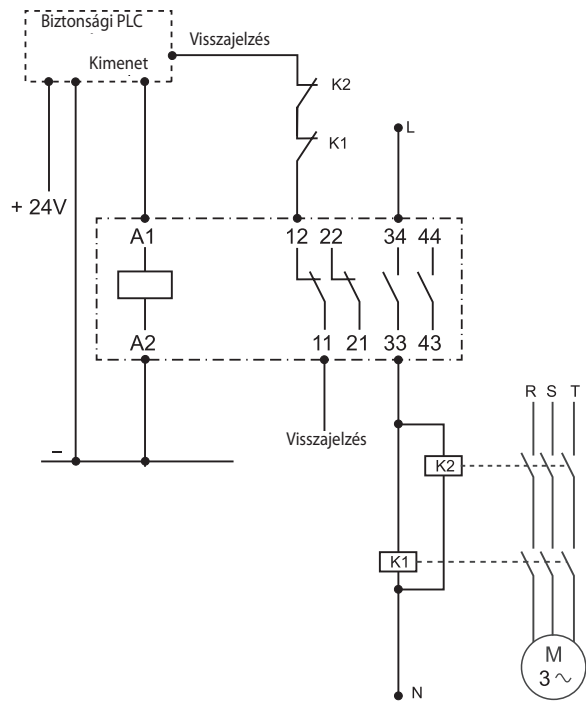 Biztonsági PLC
Visszajelzés
Kimenet
K2
K1
L
+ 24V
A1
12 22
34 44
A2
11 21
33 43
Visszajelzés
R S T
–
K2
K1
M
3 ~
N